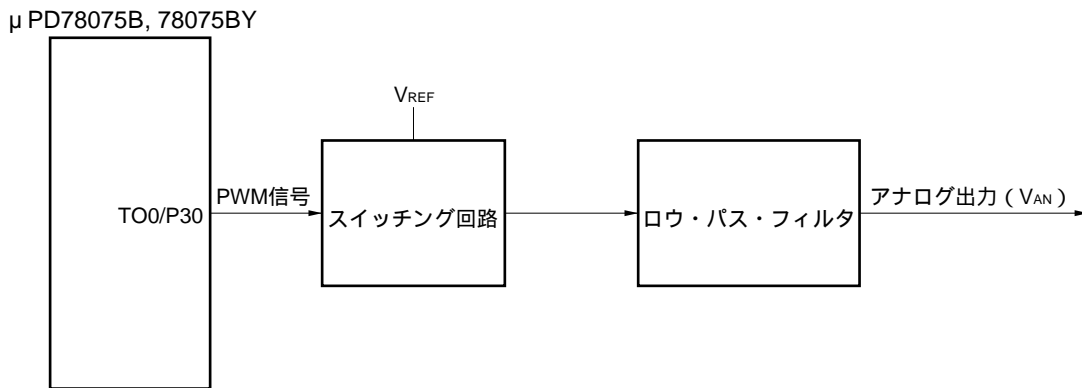 μ PD78075B, 78075BY
VREF
TO0/P30
PWM信号
スイッチング回路
ロウ・パス・フィルタ
アナログ出力（VAN）